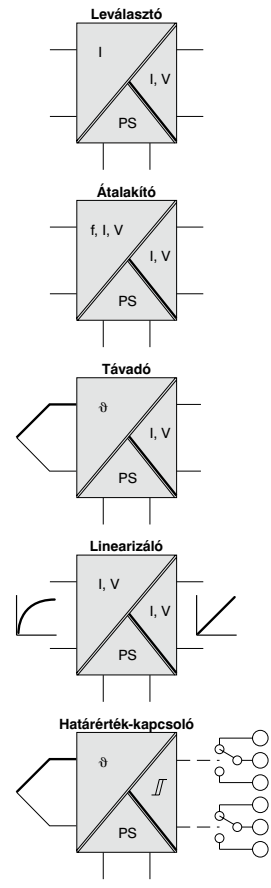 Leválasztó
I
I, V
PS
Átalakító
f, I, V
I, V
PS
Távadó
ϑ
I, V
PS
Linearizáló
I, V
I, V
PS
Határérték-kapcsoló
ϑ
PS